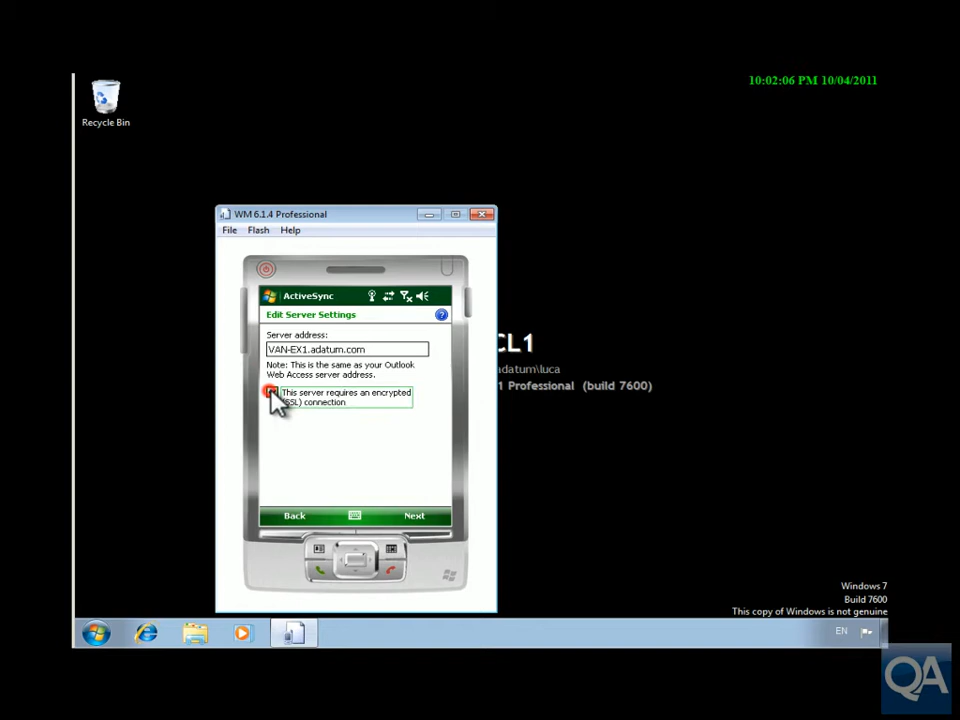 10:02:06 PM 10/04/2011
Recycle Bin
WM 6.1.4 Professional
File Flash Help
ActiveSync
Edit Server Settings
?
Server address:
VAN-EX1.adatum.com
Note: This is the same as your Outlook
Web Access server address.
This server requires an encrypted
(SSL) connection
Back Next
CL1
adatum\luca
Professional (build 7600)
Windows 7
Build 7600
This copy of Windows is not genuine
EN
QA